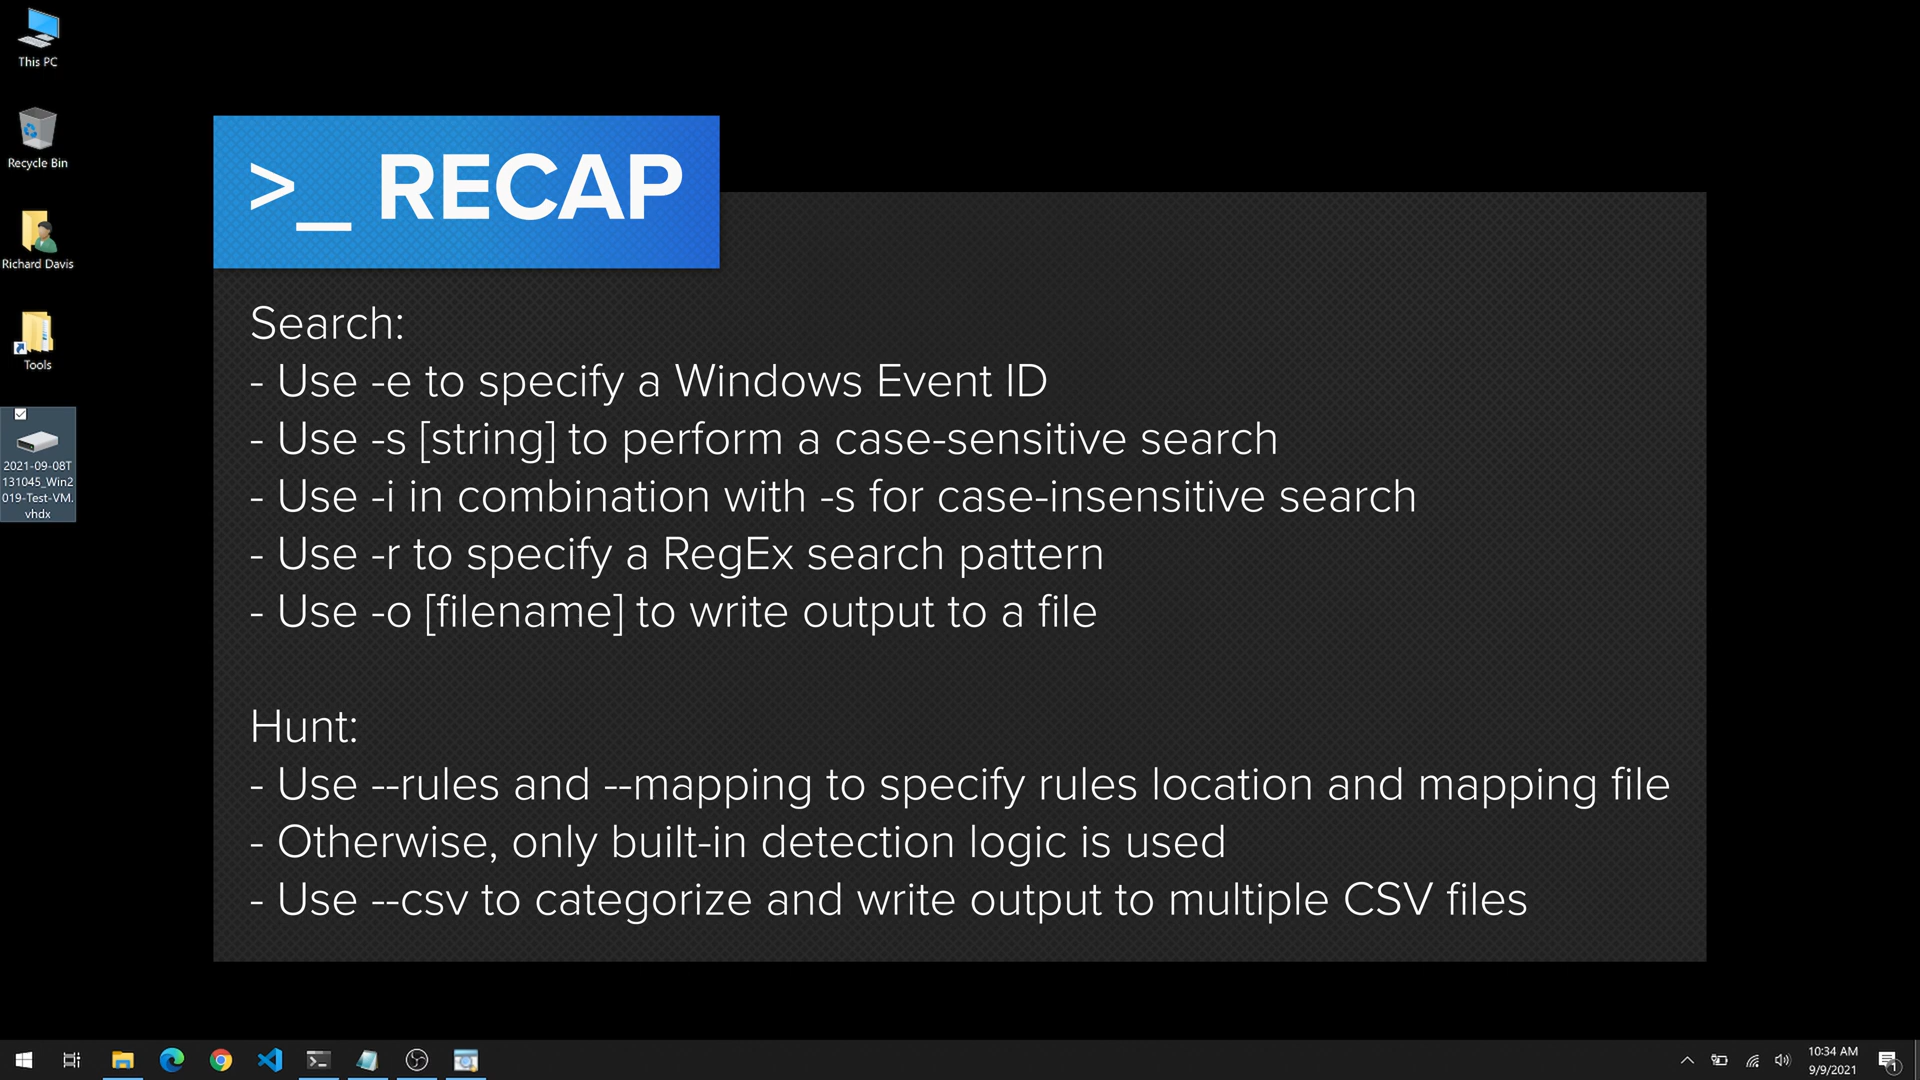 This PC
Recycle Bin
Richard Davis
Tools
2021-09-08T
131045_Win2
019-Test-VM.
vhdx
>_ RECAP
Search:
- Use -e to specify a Windows Event ID
- Use -s [string] to perform a case-sensitive search
- Use -i in combination with -s for case-insensitive search
- Use -r to specify a RegEx search pattern
- Use -o [filename] to write output to a file
Hunt:
- Use --rules and --mapping to specify rules location and mapping file
- Otherwise, only built-in detection logic is used
- Use --csv to categorize and write output to multiple CSV files
10:34 AM
9/9/2021
1